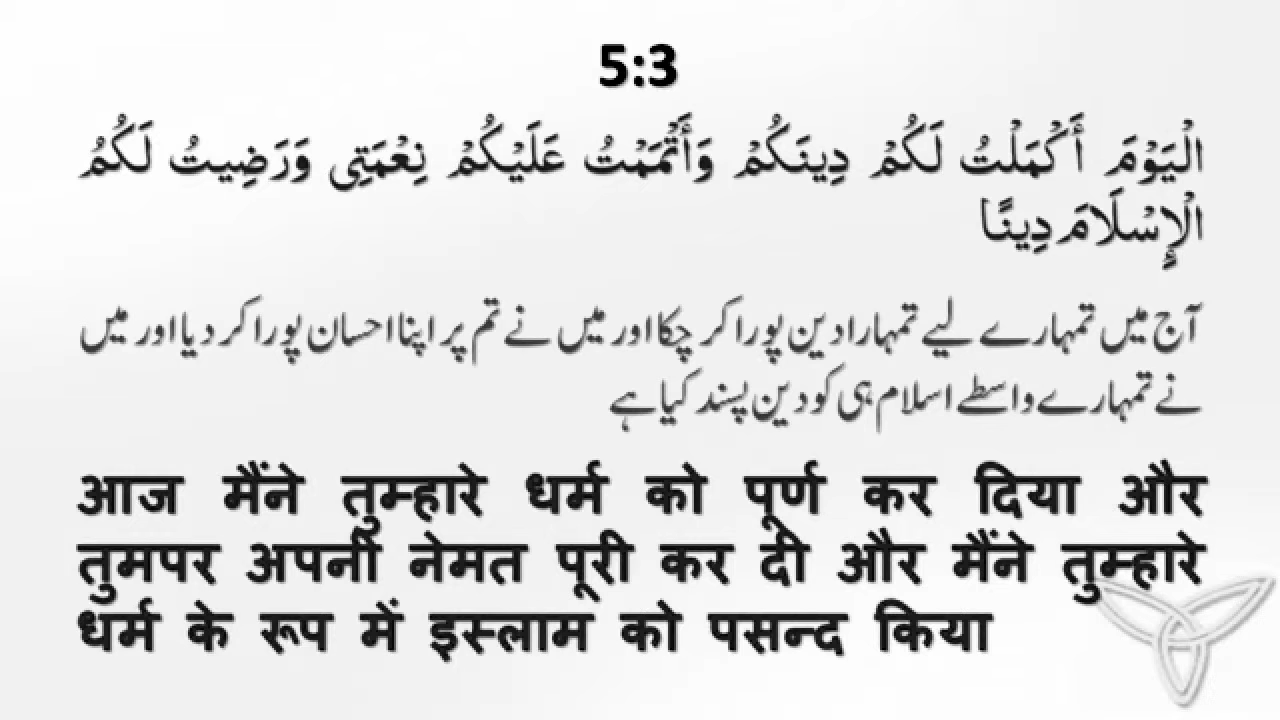 5:3
الْيَوْمَ أَكْمَلْتُ لَكُمْ دِينَكُمْ وَأَتْمَمْتُ عَلَيْكُمْ نِعْمَتِي وَرَضِيتُ لَكُمُ
الْإِسْلَامَ دِينًا
آج میں تمہارے لیے تمہارا دین پورا کر چکا اور میں نے تم پر اپنا احسان پورا کر دیا اور میں
نے تمہارے واسطے اسلام ہی کو دین پسند کیا ہے
आज मैंने तुम्हारे धर्म को पूर्ण कर दिया और
तुमपर अपनी नेमत पूरी कर दी और मैंने तुम्हारे
धर्म के रूप में इस्लाम को पसन्द किया